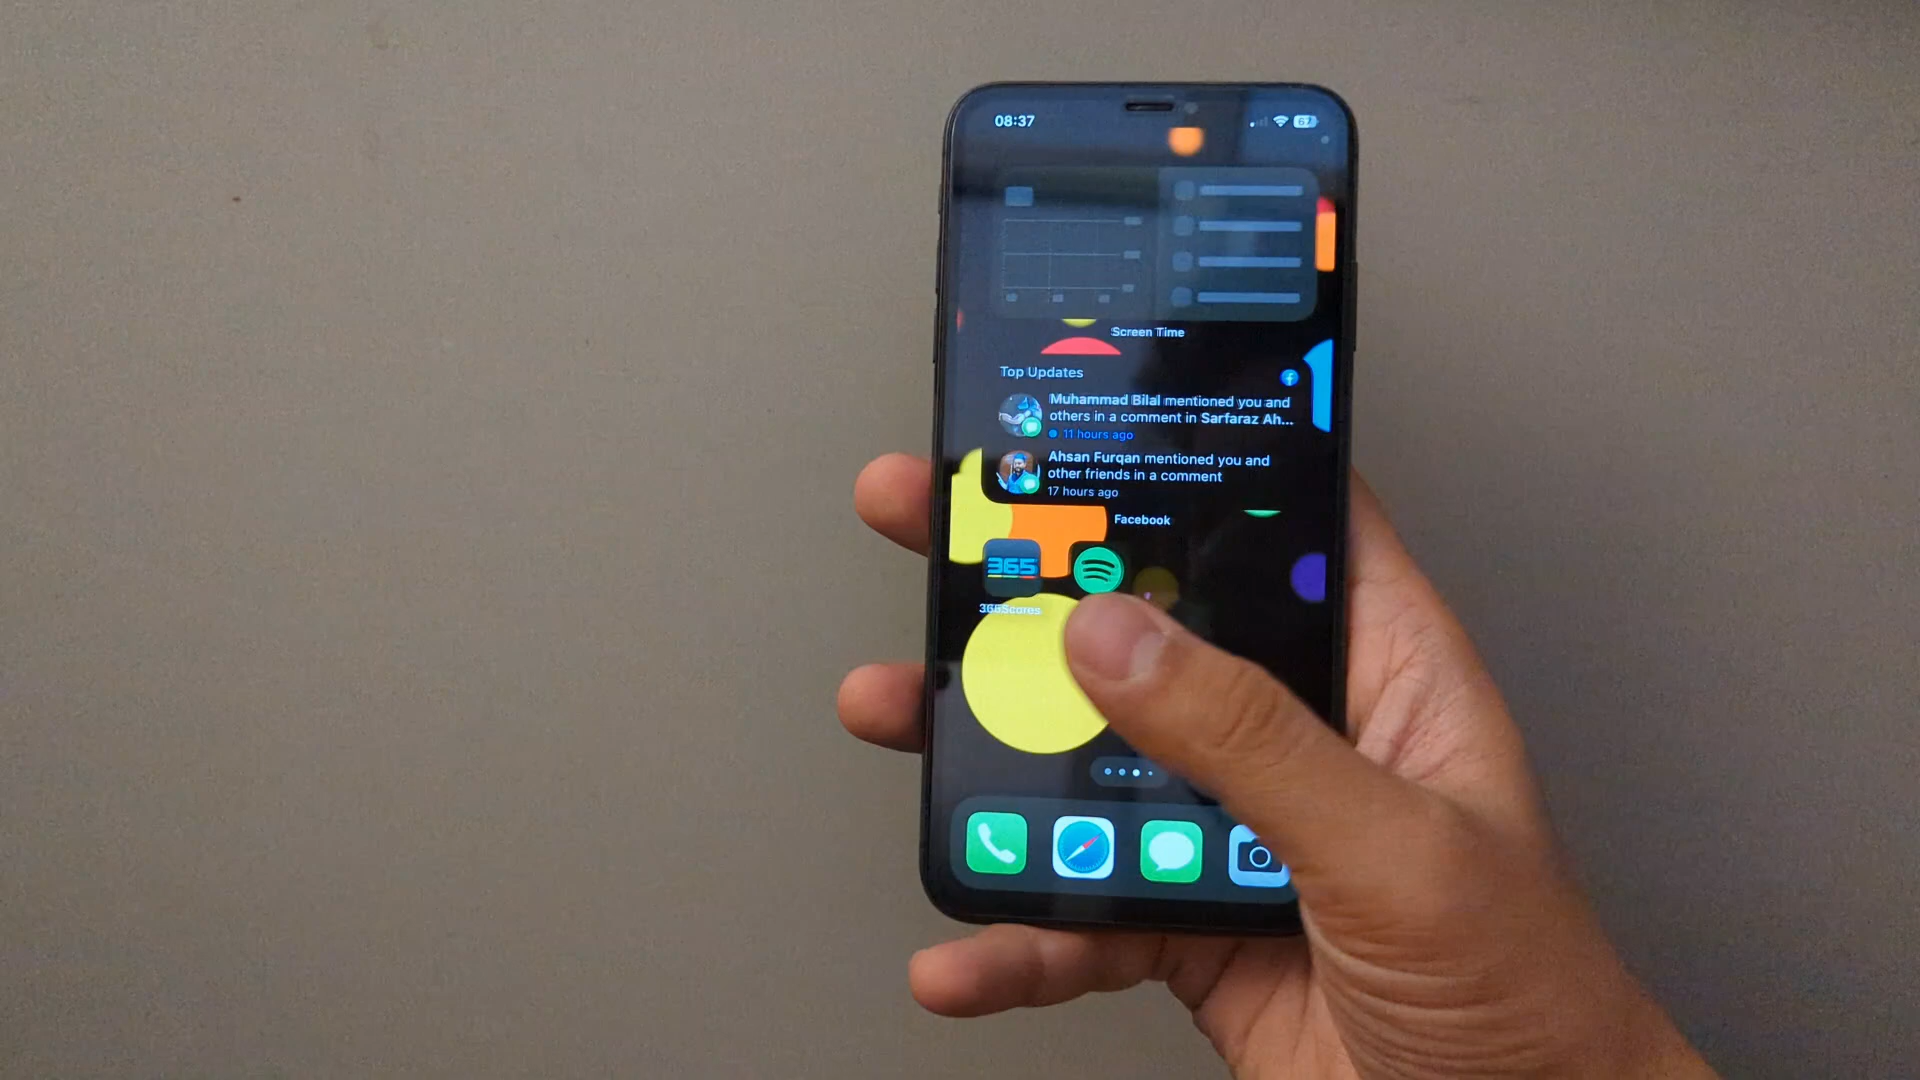 08:37
67
Screen Time
Top Updates
Muhammad Bilal mentioned you and
others in a comment in Sarfaraz Ah...
11 hours ago
Ahsan Furqan mentioned you and
other friends in a comment
17 hours ago
Facebook
365
365Scores